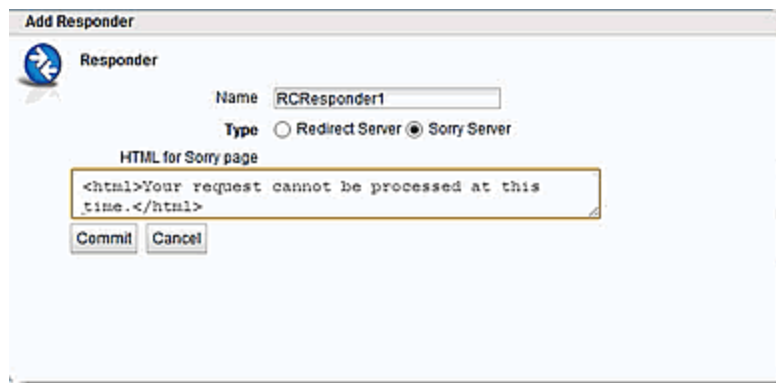 Add Responder
Responder
Name RCResponder1
Type Redirect Server Sorry Server
HTML for Sorry page
<html>Your request cannot be processed at this
time.</html>
Commit Cancel